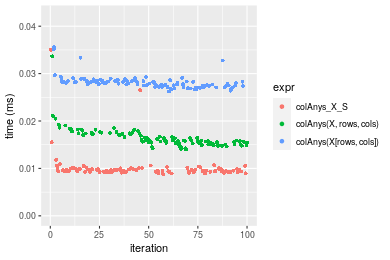 0.04
0.03
0.02
0.01
0.00
time (ms)
0
25
50
75
100
iteration
expr
colAnys_X_S
colAnys(X, rows, cols)
colAnys(X[rows, cols])